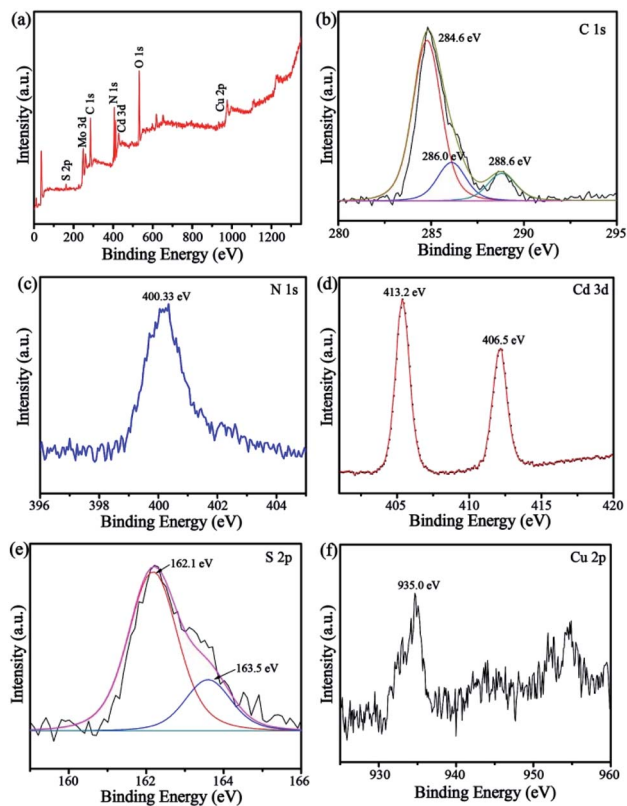 (a)
Intensity (a.u.)
S 2p
Mo 3d
C 1s
N 1s
Cd 3d
O 1s
Cu 2p
0 200 400 600 800 1000 1200
Binding Energy (eV)
(b)
C 1s
Intensity (a.u.)
284.6 eV
286.0 eV
288.6 eV
280 285 290 295
Binding Energy (eV)
(c)
N 1s
Intensity (a.u.)
400.33 eV
396 398 400 402 404
Binding Energy (eV)
(d)
Cd 3d
Intensity (a.u.)
413.2 eV
406.5 eV
405 410 415 420
Binding Energy (eV)
(e)
S 2p
Intensity (a.u.)
162.1 eV
163.5 eV
160 162 164 166
Binding Energy (eV)
(f)
Cu 2p
Intensity (a.u.)
935.0 eV
930 940 950 960
Binding Energy (eV)